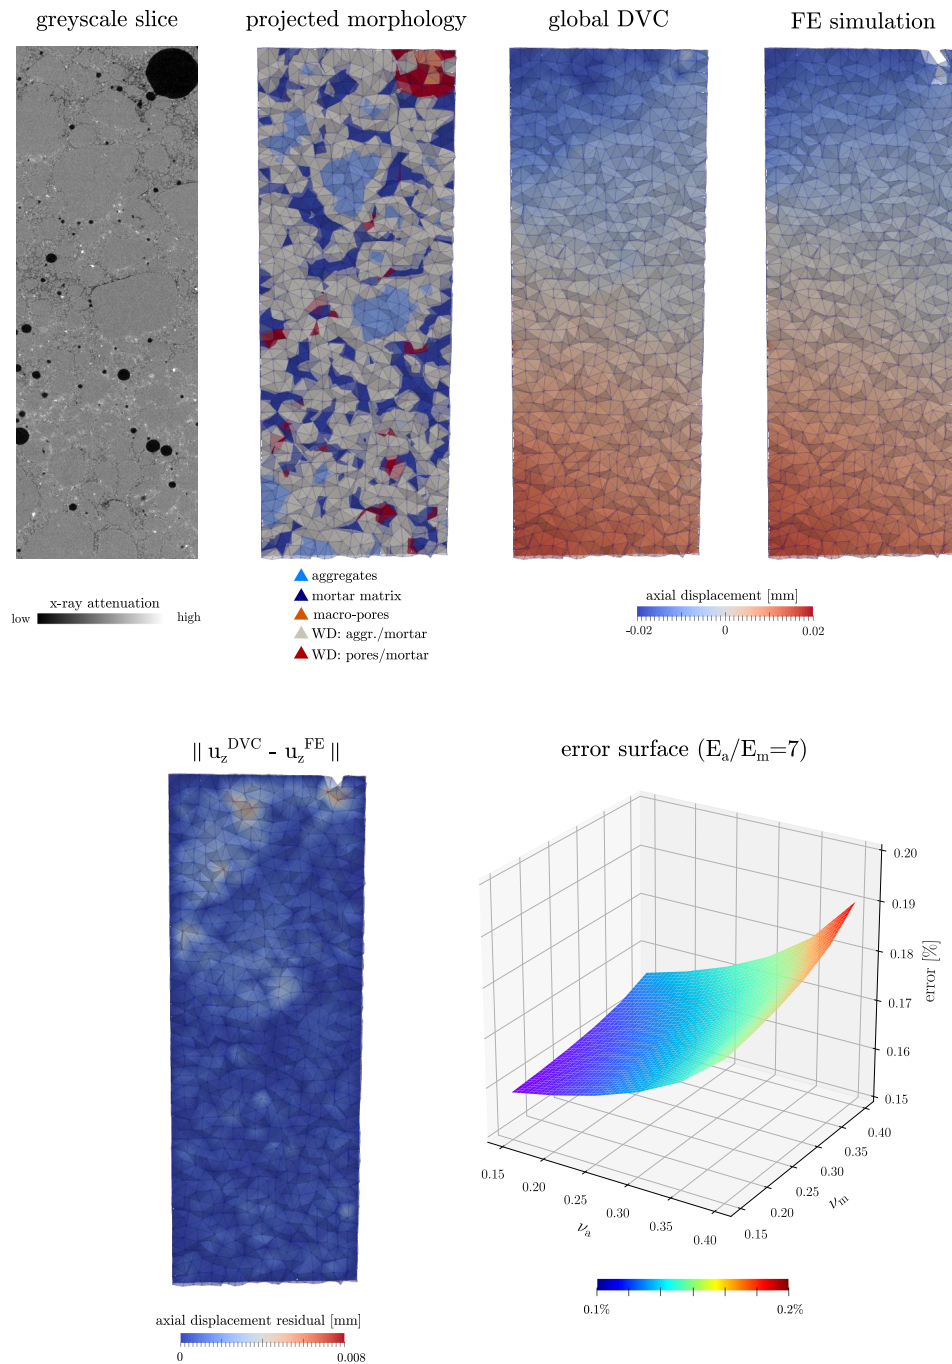 greyscale slice
projected morphology
global DVC
FE simulation
x-ray attenuation
low
high
aggregates
mortar matrix
macro-pores
WD: aggr./mortar
WD: pores/mortar
axial displacement [mm]
-0.02 0 0.02
|| u_z^DVC - u_z^FE ||
axial displacement residual [mm]
0 0.008
error surface (E_a/E_m=7)
0.20
0.19
0.18
0.17
0.16
0.15
error [%]
0.15 0.20 0.25 0.30 0.35 0.40
ν_a
0.15 0.20 0.25 0.30 0.35 0.40
ν_m
0.1% 0.2%